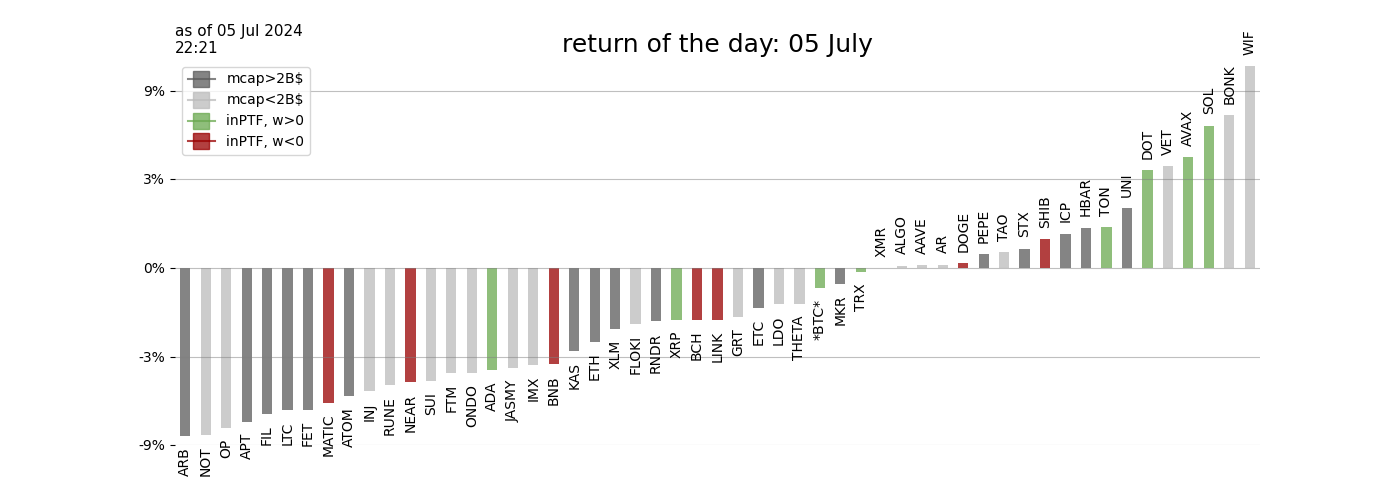 as of 05 Jul 2024
22:21
return of the day: 05 July
mcap>2B$
mcap<2B$
inPTF, w>0
inPTF, w<0
9%
3%
0%
-3%
-9%
ARB
NOT
OP
APT
FIL
LTC
FET
MATIC
ATOM
INJ
RUNE
NEAR
SUI
FTM
ONDO
ADA
JASMY
IMX
BNB
KAS
ETH
XLM
FLOKI
RNDR
XRP
BCH
LINK
GRT
ETC
LDO
THETA
*BTC*
MKR
TRX
XMR
ALGO
AAVE
AR
DOGE
PEPE
TAO
STX
SHIB
ICP
HBAR
TON
UNI
DOT
VET
AVAX
SOL
BONK
WIF